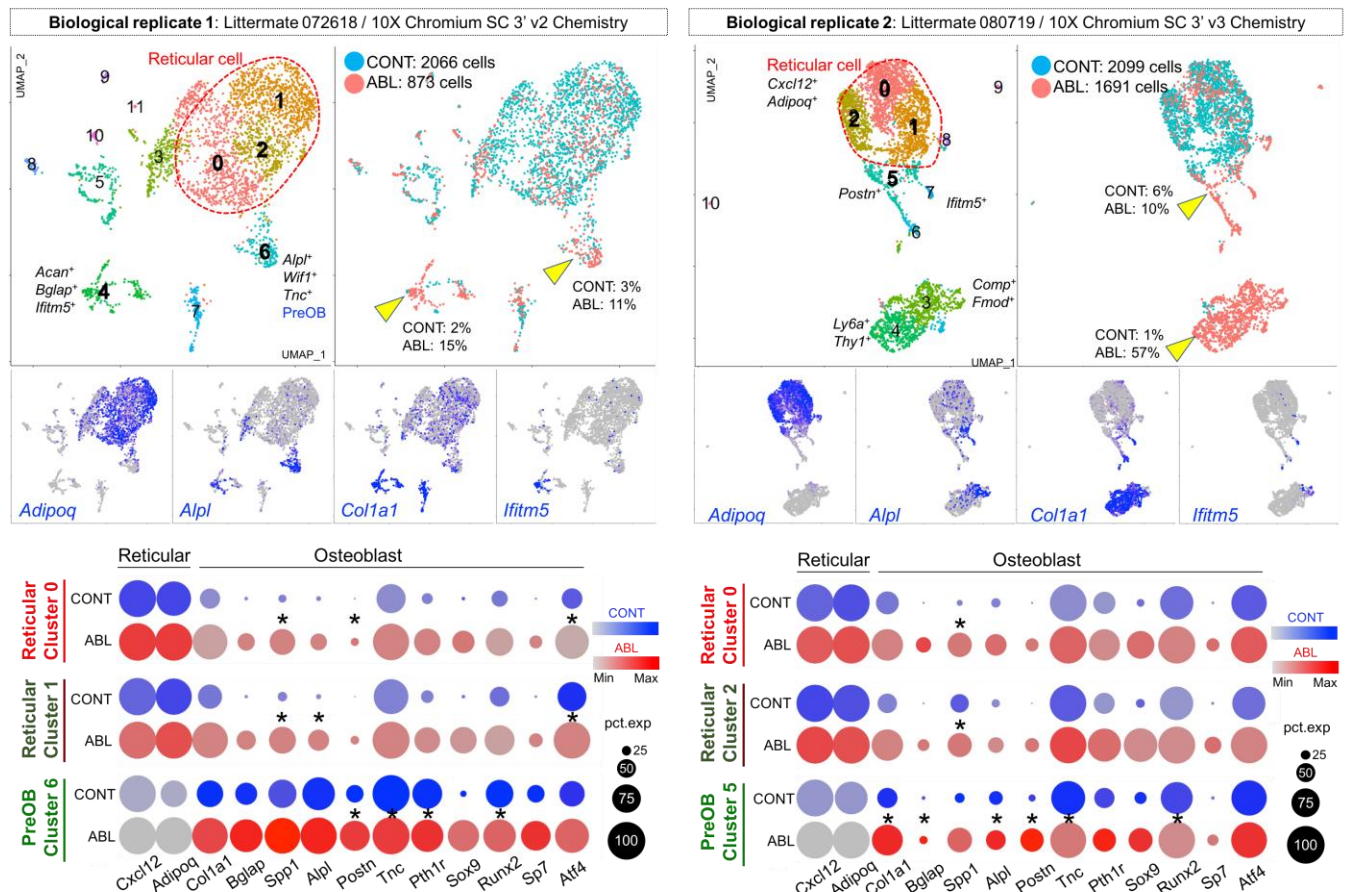 Biological replicate 1: Littermate 072618 / 10X Chromium SC 3' v2 Chemistry
UMAP_2
Reticular cell
9
11
10
8
3
5
0
1
2
6
4
7
Acan+
Bglap+
Ifitm5+
Alpl+
Wif1+
Tnc+
PreOB
UMAP_1
CONT: 2066 cells
ABL: 873 cells
CONT: 3%
ABL: 11%
CONT: 2%
ABL: 15%
Adipoq
Alpl
Col1a1
Ifitm5
Reticular
Osteoblast
Reticular Cluster 0
CONT
ABL
* * *
Reticular Cluster 1
CONT
ABL
* * *
PreOB Cluster 6
CONT
ABL
* * * *
CONT
ABL
Min Max
pct.exp
25
50
75
100
Cxcl12 Adipoq Col1a1 Bglap Spp1 Alpl Postn Tnc Pth1r Sox9 Runx2 Sp7 Atf4
Biological replicate 2: Littermate 080719 / 10X Chromium SC 3' v3 Chemistry
UMAP_2
Reticular cell
Cxcl12+
Adipoq+
0
2
1
9
8
5
7
10
6
3
4
Postn+
Ifitm5+
Comp+
Fmod+
Ly6a+
Thy1+
UMAP_1
CONT: 2099 cells
ABL: 1691 cells
CONT: 6%
ABL: 10%
CONT: 1%
ABL: 57%
Adipoq
Alpl
Col1a1
Ifitm5
Reticular
Osteoblast
Reticular Cluster 0
CONT
ABL
*
Reticular Cluster 2
CONT
ABL
*
PreOB Cluster 5
CONT
ABL
* * * * * *
CONT
ABL
Min Max
pct.exp
25
50
75
100
Cxcl12 Adipoq Col1a1 Bglap Spp1 Alpl Postn Tnc Pth1r Sox9 Runx2 Sp7 Atf4